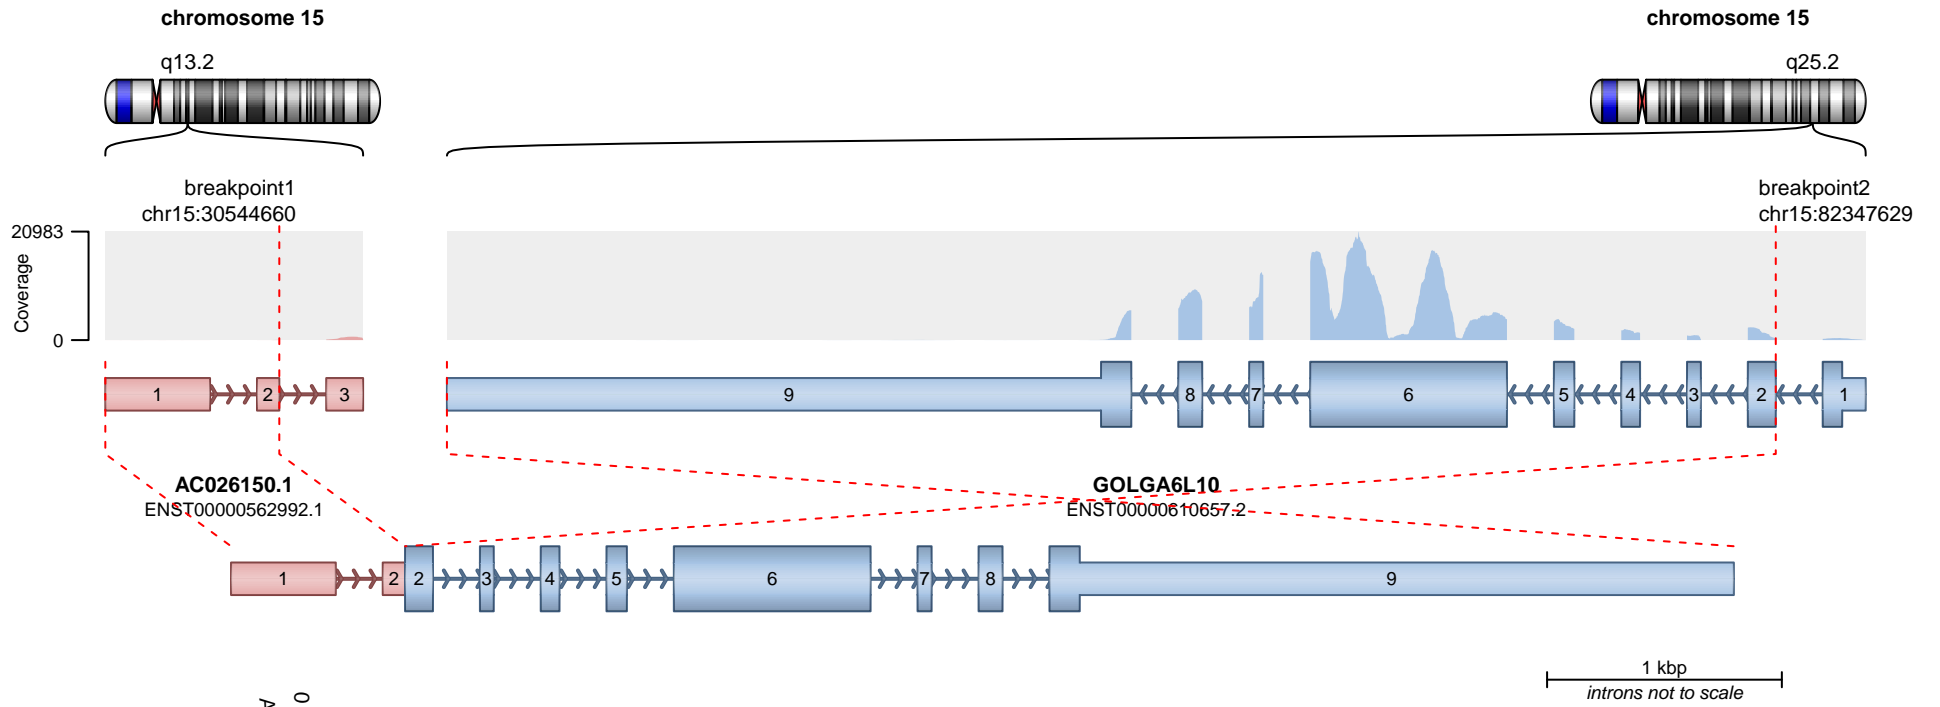 chromosome 15
chromosome 15
q13.2
q25.2
breakpoint1
chr15:30544660
breakpoint2
chr15:82347629
20983
Coverage
0
1
2
3
9
8
7
6
5
4
3
2
1
AC026150.1
ENST00000562992.1
GOLGA6L10
ENST00000610657.2
1
2
2
3
4
5
6
7
8
9
1 kbp
introns not to scale
0